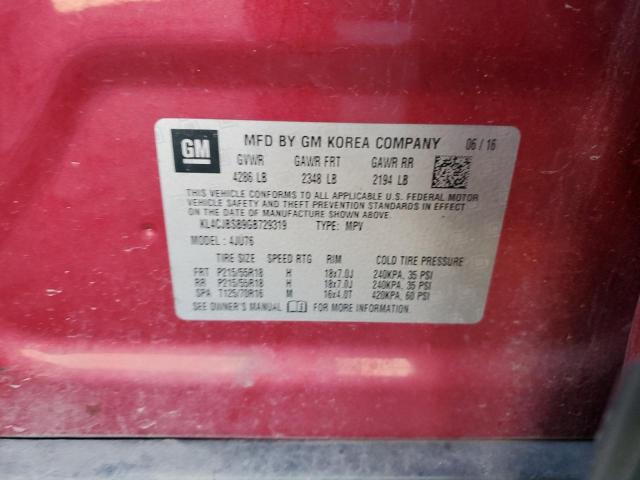 GM
MFD BY GM KOREA COMPANY 06/16
GVWR GAWR FRT GAWR RR
4286 LB 2348 LB 2194 LB
THIS VEHICLE CONFORMS TO ALL APPLICABLE U.S. FEDERAL MOTOR
VEHICLE SAFETY AND THEFT PREVENTION STANDARDS IN EFFECT
ON THE DATE OF MANUFACTURE SHOWN ABOVE.
KL4CJBSB9GB729319 TYPE: MPV
MODEL: 4JU76
TIRE SIZE SPEED RTG RIM COLD TIRE PRESSURE
FRT P215/55R18 H 18x7.0J 240KPA, 35 PSI
RR P215/55R18 H 18x7.0J 240KPA, 35 PSI
SPA T125/70R16 M 16x4.0T 420KPA, 60 PSI
SEE OWNER'S MANUAL FOR MORE INFORMATION.